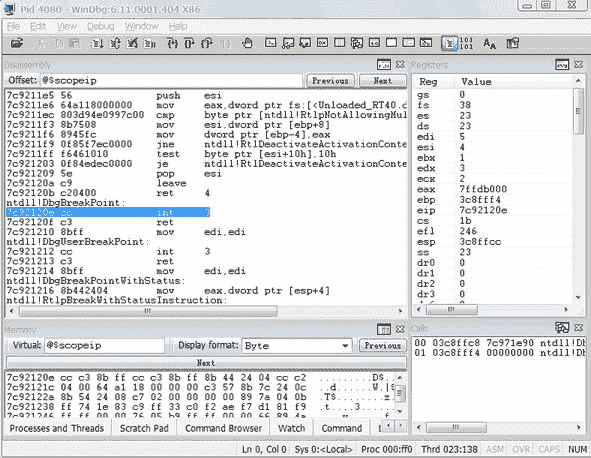 Pid 4080 - WinDbg:6.11.0001.404 X86
File Edit View Debug Window Help
Disassembly
Offset: @$scopeip Previous Next
7c9211e5 56 push esi
7c9211e6 64a118000000 mov eax,dword ptr fs:[<Unloaded_RT40.d
7c9211ec 803d94e0997c00 cmp byte ptr [ntdll!RtlpNotAllowingMul
7c9211f3 8b7508 mov esi,dword ptr [ebp+8]
7c9211f6 8945fc mov dword ptr [ebp-4],eax
7c9211f9 0f85f7ec0000 jne ntdll!RtlDeactivateActivationConte
7c9211ff f6461010 test byte ptr [esi+10h],10h
7c921203 0f84edec0000 je ntdll!RtlDeactivateActivationConte
7c921209 5e pop esi
7c92120a c9 leave
7c92120b c20400 ret 4
ntdll!DbgBreakPoint:
7c92120e cc int 3
7c92120f c3 ret
7c921210 8bff mov edi,edi
ntdll!DbgUserBreakPoint:
7c921212 cc int 3
7c921213 c3 ret
7c921214 8bff mov edi,edi
ntdll!DbgBreakPointWithStatus:
7c921216 8b442404 mov eax,dword ptr [esp+4]
ntdll!RtlpBreakWithStatusInstruction:
Registers
Reg Value
gs 0
fs 38
es 23
ds 23
edi 5
esi 4
ebx 1
edx 3
ecx 2
eax 7ffdb000
ebp 3c8fff4
eip 7c92120e
cs 1b
efl 246
esp 3c8ffcc
ss 23
dr0 0
dr1 0
dr2 0
dr3 0
Memory
Virtual: @$scopeip Display format: Byte Previous
Next
7c92120e cc c3 8b ff cc c3 8b ff 8b 44 24 04 cc c2 .........D$...
7c92121c 04 00 64 a1 18 00 00 00 c3 57 8b 7c 24 0c ..d......W.|$.
7c92122a 8b 54 24 08 c7 02 00 00 00 00 89 7a 04 0b .T$........z..
7c921238 ff 74 1e 83 c9 ff 33 c0 f2 ae f7 d1 81 f9 .t....3.......
Calls
00 03c8ffc8 7c971e90 ntdll!Db
01 03c8fff4 00000000 ntdll!Db
Processes and Threads Scratch Pad Command Browser Watch Command
Ln 0, Col 0 Sys 0:<Local> Proc 000:ff0 Thrd 023:138 ASM OVR CAPS NUM